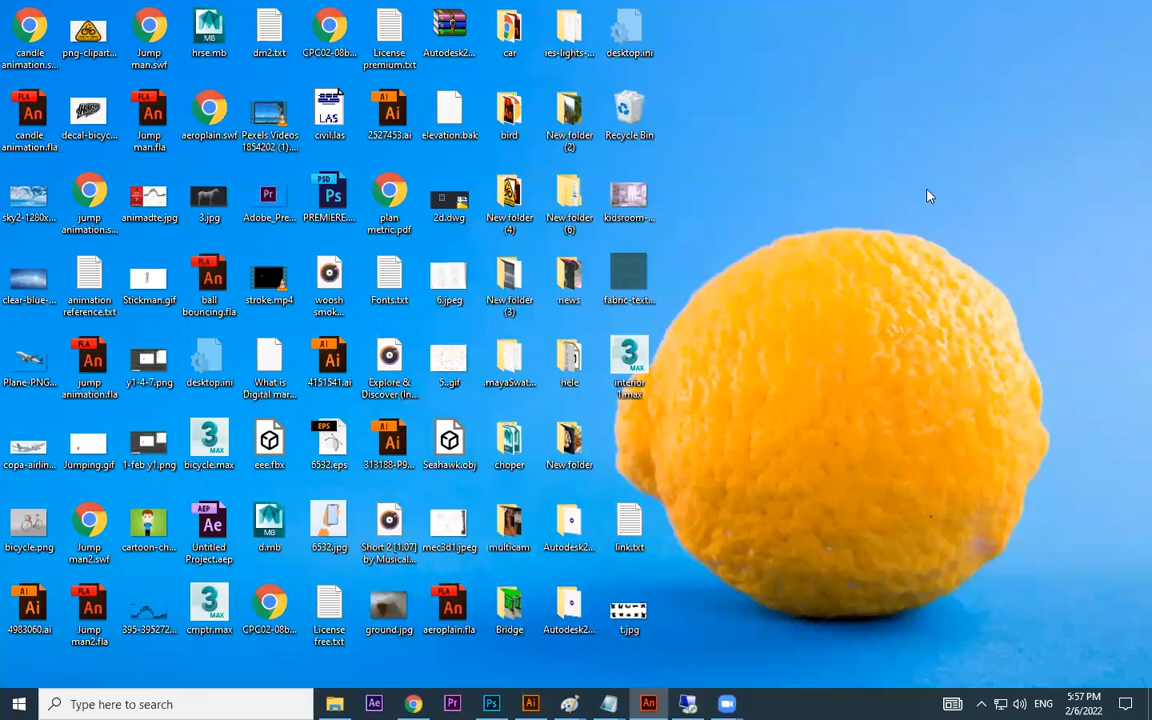 candle
animation.s...
png-clipart...
Jump
man.swf
hrse.mb
dm2.txt
CPC02-08b...
License
premium.txt
Autodesk2...
car
ies-lights-...
desktop.ini
candle
animation.fla
decal-bicyc...
Jump
man.fla
aeroplain.swf
Pexels Videos
1854202 (1)....
civil.las
2527453.ai
elevation.bak
bird
New folder
(2)
Recycle Bin
sky2-1280x...
jump
animation.s...
animadte.jpg
3.jpg
Adobe_Pre...
PREMIERE....
plan
metric.pdf
2d.dwg
New folder
(4)
New folder
(6)
kidsroom-...
clear-blue-...
animation
reference.txt
Stickman.gif
ball
bouncing.fla
stroke.mp4
woosh
smok...
Fonts.txt
6.jpeg
New folder
(3)
news
fabric-text...
Plane-PNG...
jump
animation.fla
y1-4-7.png
desktop.ini
What is
Digital mar...
4151541.ai
Explore &
Discover (In...
5..gif
.mayaSwat...
hele
interior
1.max
copa-airlin...
Jumping.gif
1-feb y1.png
bicycle.max
eee.fbx
6532.eps
313188-P9...
Seahawk.obj
choper
New folder
bicycle.png
Jump
man2.swf
cartoon-ch...
Untitled
Project.aep
d.mb
6532.jpg
Short 2 [1.07]
by Musical...
mec3d1.jpeg
multicam
Autodesk2...
link.txt
4983060.ai
Jump
man2.fla
395-395272...
cmptr.max
CPC02-08b...
License
free.txt
ground.jpg
aeroplain.fla
Bridge
Autodesk2...
t.jpg
Type here to search
ENG
5:57 PM
2/6/2022